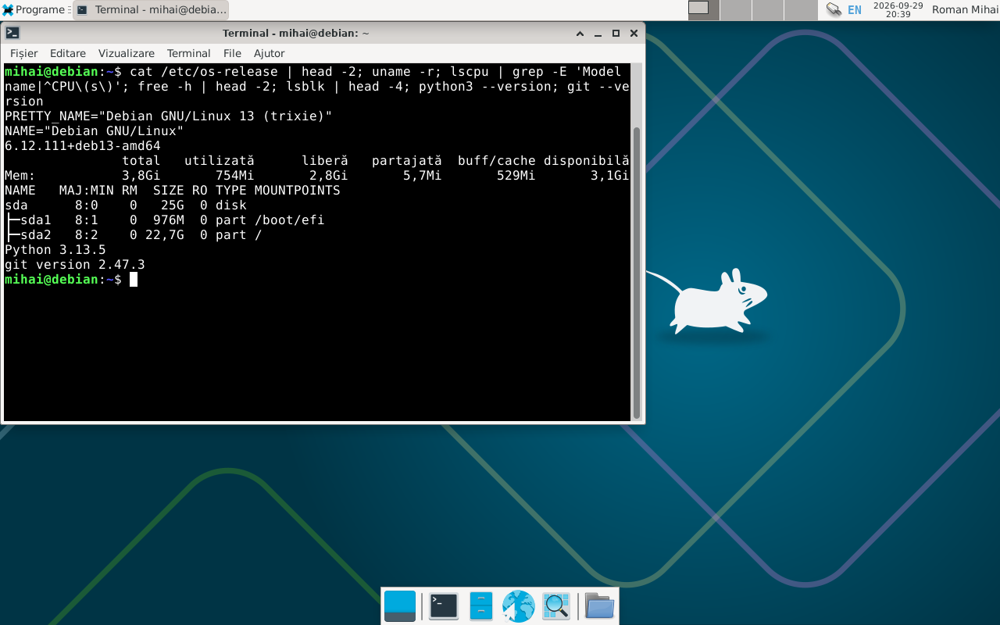 Programe
Terminal - mihai@debia...
EN
2026-09-29
20:39
Roman Mihai
Terminal - mihai@debian: ~
Fișier Editare Vizualizare Terminal File Ajutor
mihai@debian:~$ cat /etc/os-release | head -2; uname -r; lscpu | grep -E 'Model
name|^CPU\(s\)'; free -h | head -2; lsblk | head -4; python3 --version; git --ve
rsion
PRETTY_NAME="Debian GNU/Linux 13 (trixie)"
NAME="Debian GNU/Linux"
6.12.111+deb13-amd64
               total   utilizată      liberă   partajată  buff/cache disponibilă
Mem:           3,8Gi       754Mi       2,8Gi       5,7Mi       529Mi       3,1Gi
NAME   MAJ:MIN RM  SIZE RO TYPE MOUNTPOINTS
sda      8:0    0   25G  0 disk
├─sda1   8:1    0  976M  0 part /boot/efi
├─sda2   8:2    0 22,7G  0 part /
Python 3.13.5
git version 2.47.3
mihai@debian:~$